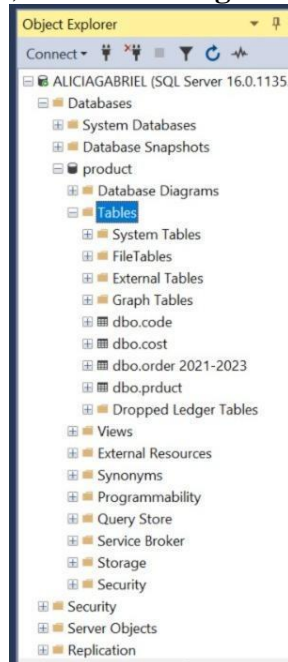 Object Explorer
Connect
ALICIAGABRIEL (SQL Server 16.0.1135
Databases
System Databases
Database Snapshots
product
Database Diagrams
Tables
System Tables
FileTables
External Tables
Graph Tables
dbo.code
dbo.cost
dbo.order 2021-2023
dbo.prduct
Dropped Ledger Tables
Views
External Resources
Synonyms
Programmability
Query Store
Service Broker
Storage
Security
Security
Server Objects
Replication